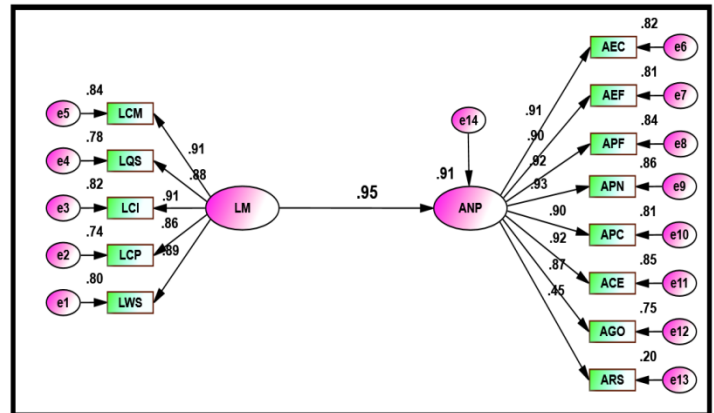 .82
AEC e6
.84 .81
e5 LCM AEF e7
.91
.78 e14 .90 .84
e4 LQS APF e8
.91 .92
.88 .93 .86
.82 .91 .95
e3 LCI LM ANP APN e9
.91
.86 .90 .81
.74 APC e10
e2 LCP .92
.89 .87 .85
.80 .45 ACE e11
e1 LWS
.75
AGO e12
.20
ARS e13